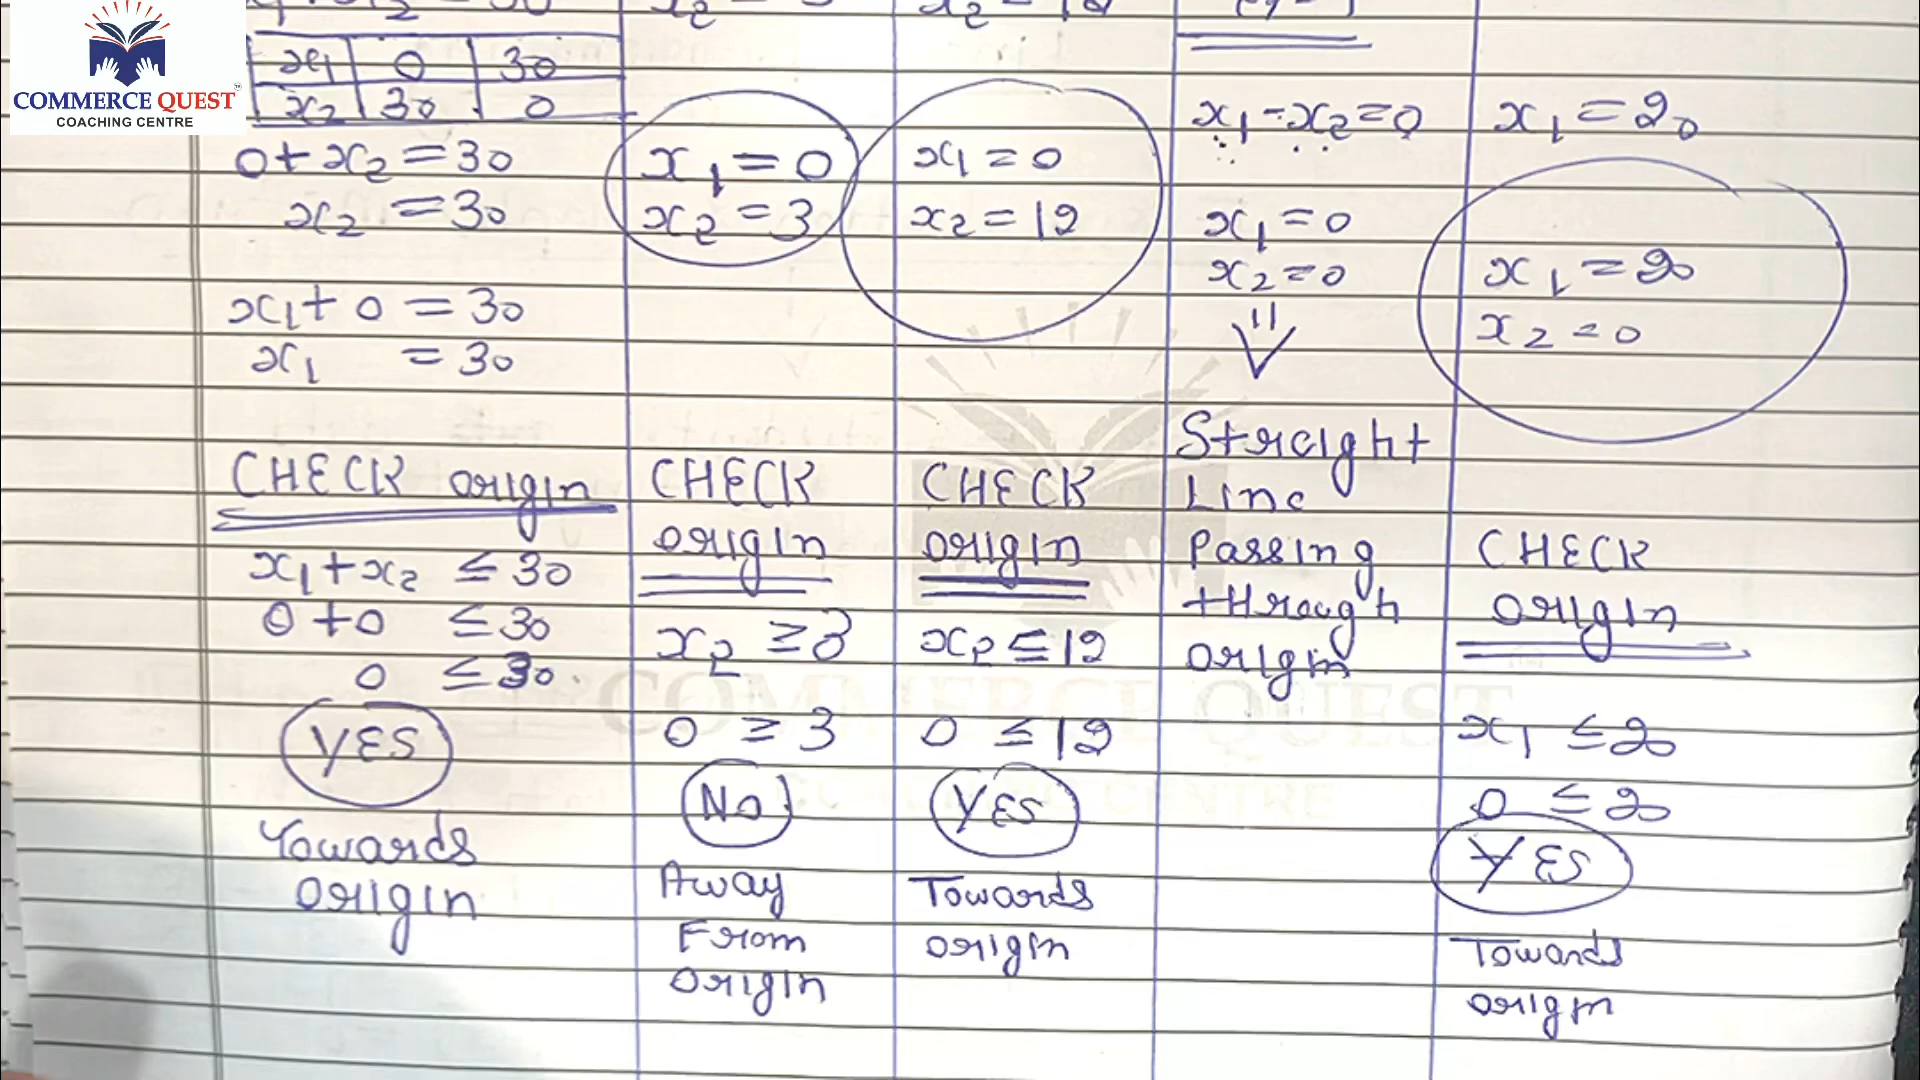 COMMERCE QUEST
COACHING CENTRE
x1 | 0 | 30
x2 | 30 | 0
0 + x2 = 30
x2 = 30
x1 + 0 = 30
x1 = 30
CHECK origin
x1 + x2 ≤ 30
0 + 0 ≤ 30
0 ≤ 30
YES
Towards
origin
x1 = 0
x2 = 3
CHECK
origin
x2 ≥ 3
0 ≥ 3
No
Away
From
origin
x1 = 0
x2 = 12
CHECK
origin
x2 ≤ 12
0 ≤ 12
YES
Towards
origin
x1 - x2 = 0
x1 = 0
x2 = 0
Straight
Line
Passing
through
origin
x1 = 20
x1 = 20
x2 = 0
CHECK
origin
x1 ≤ 20
0 ≤ 20
YES
Towards
origin
COMMERCE QUEST